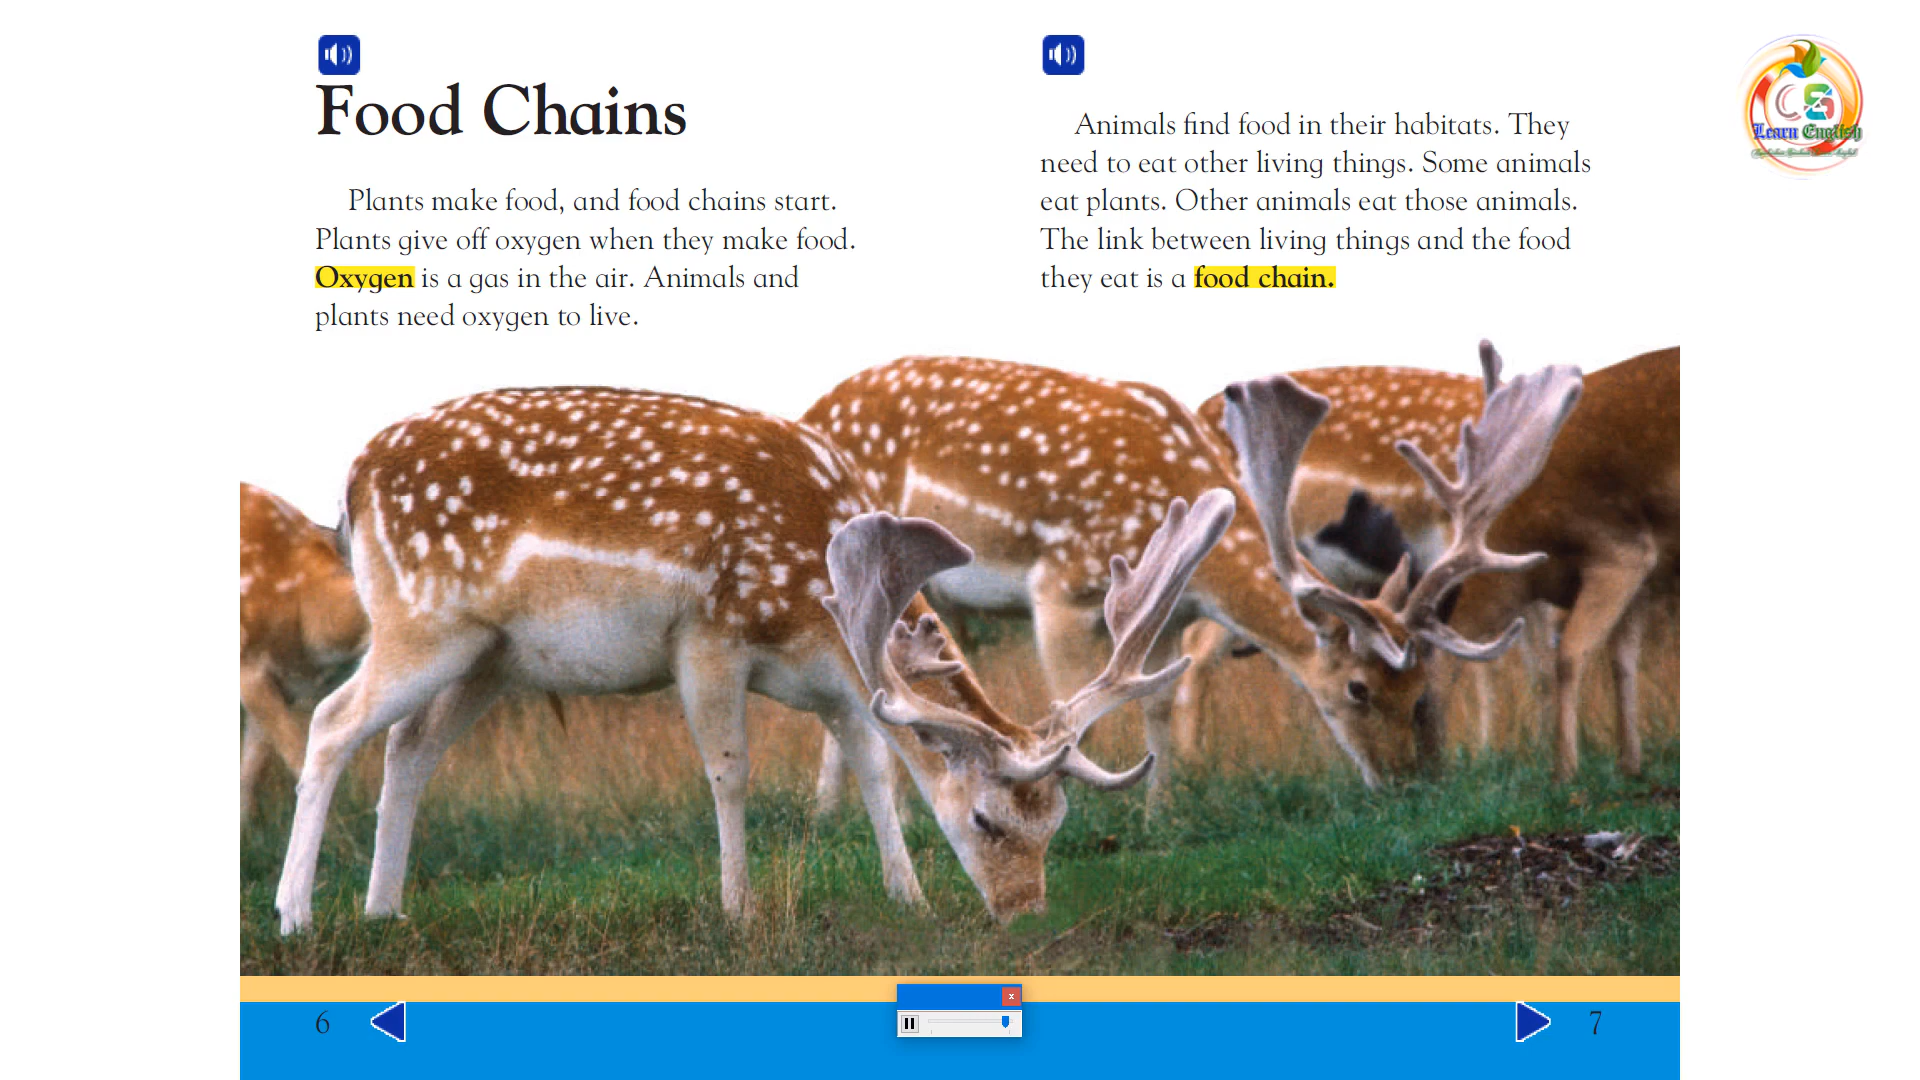 Food Chains
Plants make food, and food chains start.
Plants give off oxygen when they make food.
Oxygen is a gas in the air. Animals and
plants need oxygen to live.
Animals find food in their habitats. They
need to eat other living things. Some animals
eat plants. Other animals eat those animals.
The link between living things and the food
they eat is a food chain.
Learn English
6
7